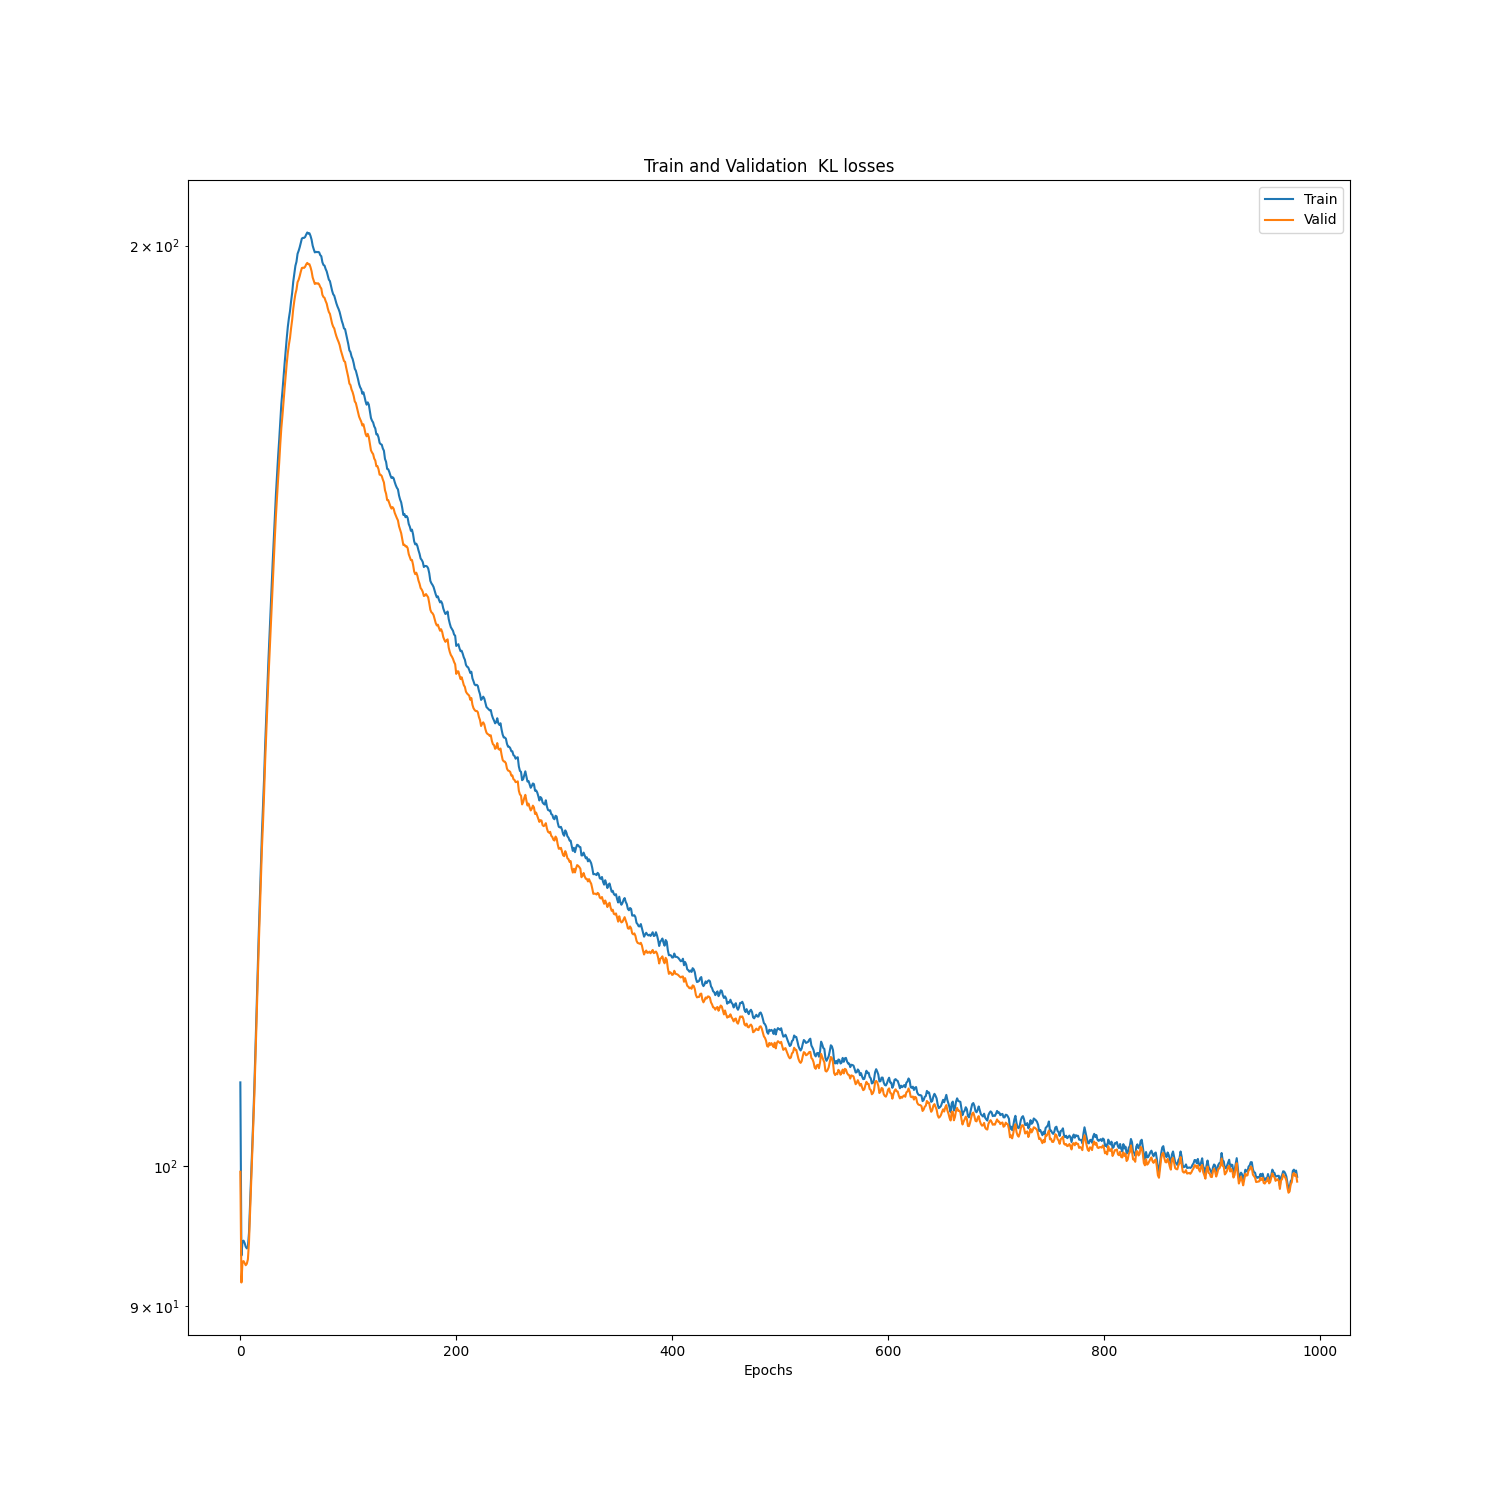 Train and Validation  KL losses
Train
Valid
2 × 10²
10²
9 × 10¹
0
200
400
600
800
1000
Epochs